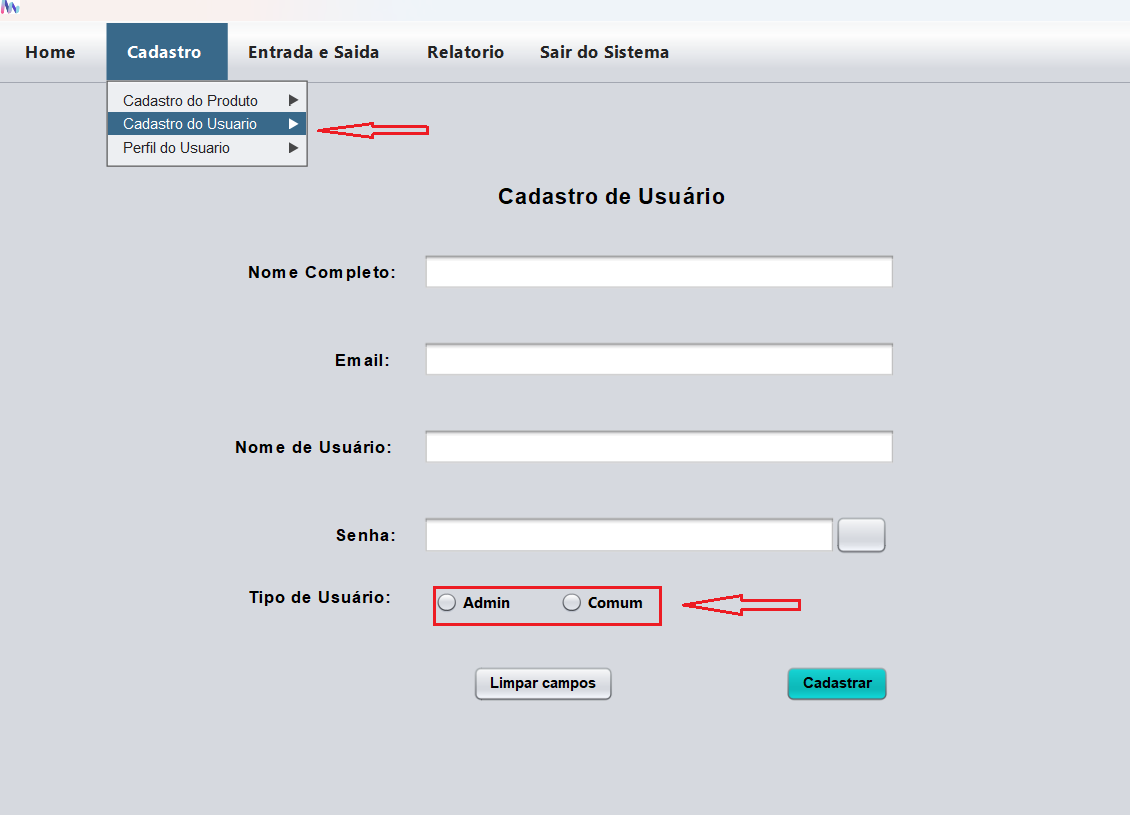 Home Cadastro Entrada e Saida Relatorio Sair do Sistema
Cadastro do Produto
Cadastro do Usuario
Perfil do Usuario
Cadastro de Usuário
Nome Completo:
Email:
Nome de Usuário:
Senha:
Tipo de Usuário: Admin Comum
Limpar campos Cadastrar